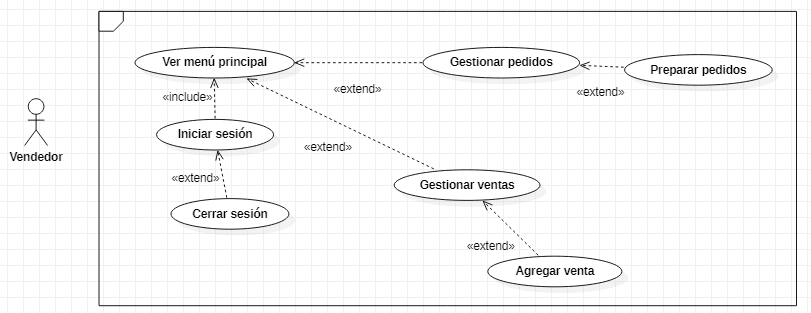 Ver menú principal
Gestionar pedidos
Preparar pedidos
«extend»
«extend»
«include»
Iniciar sesión
«extend»
Vendedor
«extend»
Gestionar ventas
Cerrar sesión
«extend»
Agregar venta